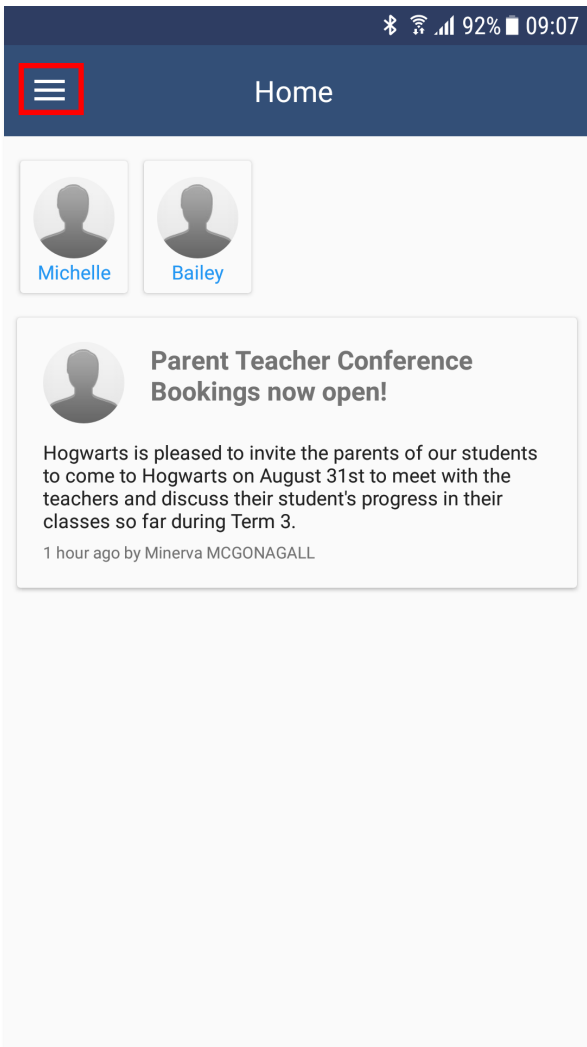 92% 09:07
Home
Michelle Bailey
Parent Teacher Conference
Bookings now open!
Hogwarts is pleased to invite the parents of our students
to come to Hogwarts on August 31st to meet with the
teachers and discuss their student's progress in their
classes so far during Term 3.
1 hour ago by Minerva MCGONAGALL